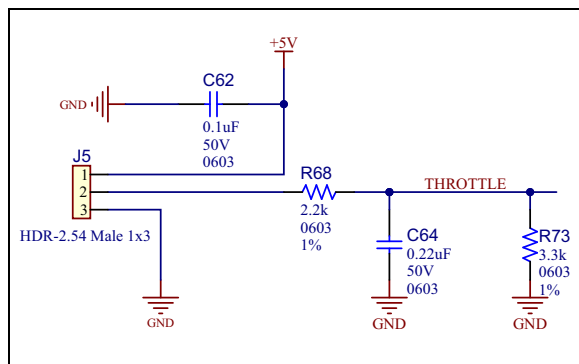 +5V
C62
GND
0.1uF
50V
0603
J5
1
2
3
HDR-2.54 Male 1x3
R68
2.2k
0603
1%
THROTTLE
C64
0.22uF
50V
0603
R73
3.3k
0603
1%
GND
GND
GND